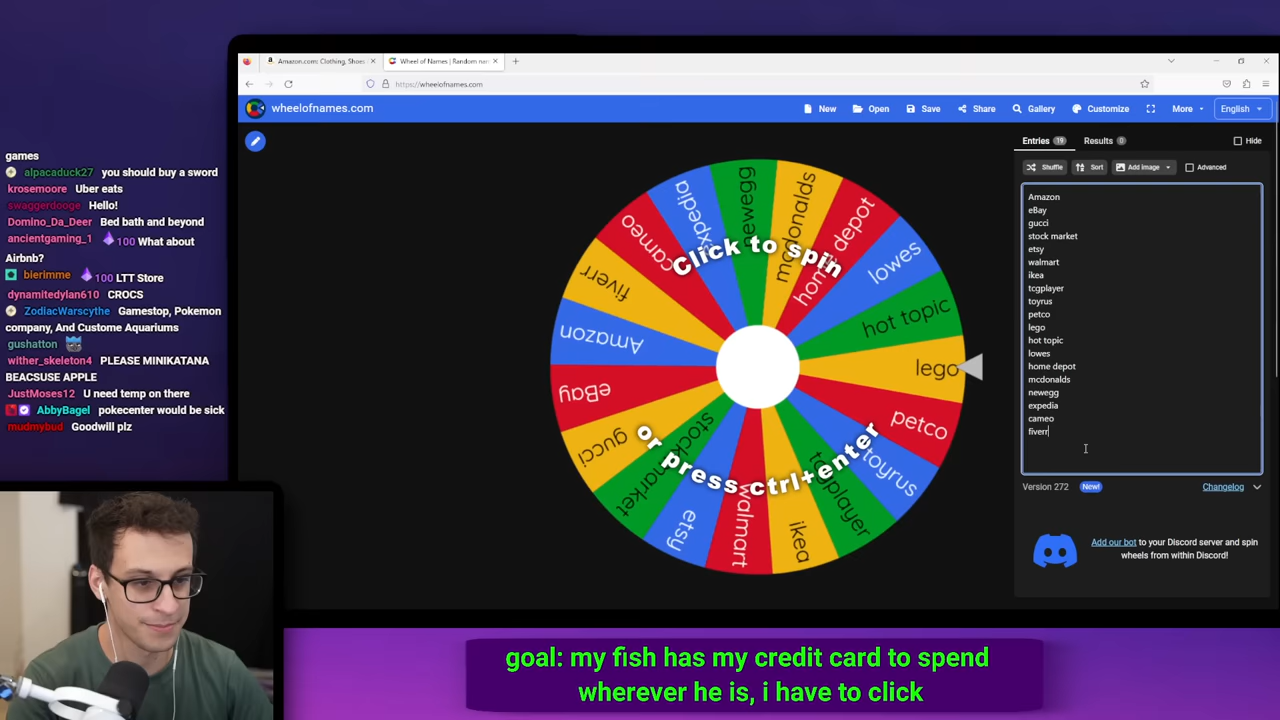 games
alpacaduck27 you should buy a sword
krosemoore Uber eats
swaggerdooge Hello!
Domino_Da_Deer Bed bath and beyond
ancientgaming_1 100 What about
Airbnb?
bierimme 100 LTT Store
dynamitedylan610 CROCS
ZodiacWarscythe Gamestop, Pokemon
company, And Custome Aquariums
gushatton
wither_skeleton4 PLEASE MINIKATANA
BEACSUSE APPLE
JustMoses12 U need temp on there
AbbyBagel pokecenter would be sick
mudmybud Goodwill plz
Amazon.com: Clothing, Shoes
Wheel of Names | Random nam
https://wheelofnames.com
wheelofnames.com
New
Open
Save
Share
Gallery
Customize
More
English
Click to spin
or press ctrl+enter
newegg
mcdonalds
home depot
lowes
hot topic
lego
petco
toyrus
tcgplayer
ikea
walmart
etsy
stock market
gucci
eBay
Amazon
fiverr
cameo
expedia
Entries 19
Results 0
Hide
Shuffle
Sort
Add image
Advanced
Amazon
eBay
gucci
stock market
etsy
walmart
ikea
tcgplayer
toyrus
petco
lego
hot topic
lowes
home depot
mcdonalds
newegg
expedia
cameo
fiverr
Version 272 New!
Changelog
Add our bot to your Discord server and spin
wheels from within Discord!
goal: my fish has my credit card to spend
wherever he is, i have to click